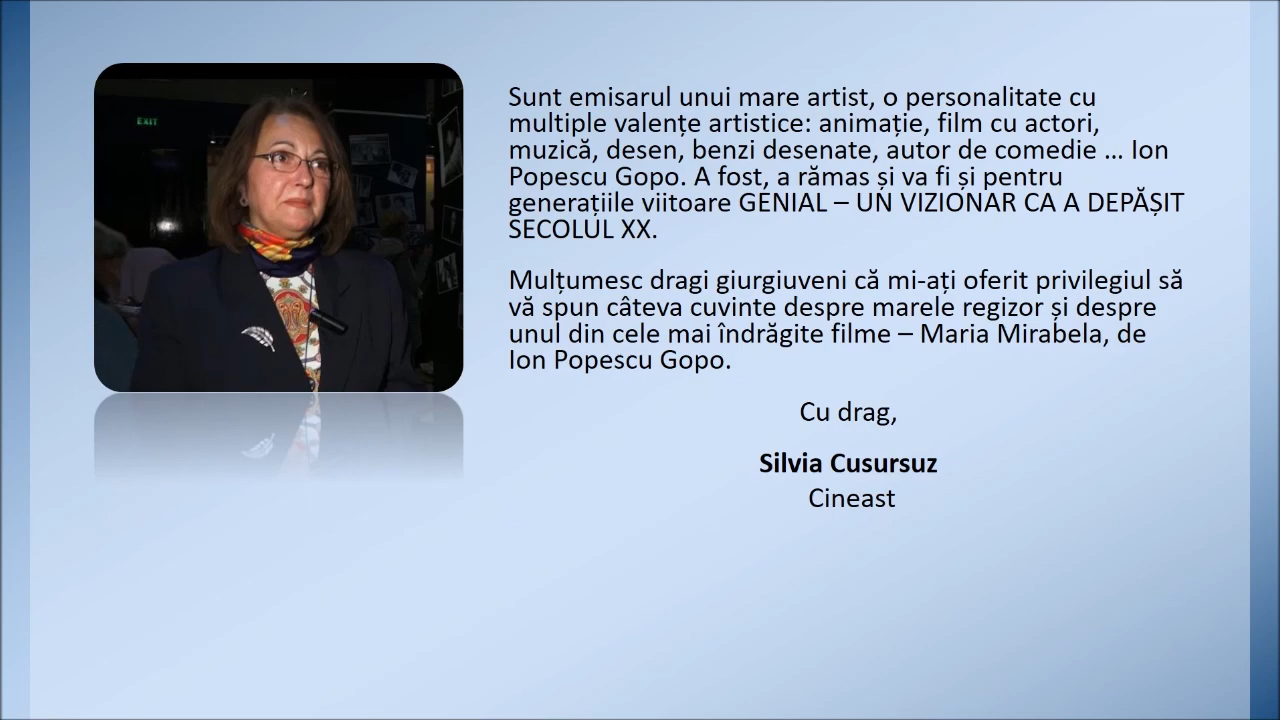 EXIT
Sunt emisarul unui mare artist, o personalitate cu
multiple valențe artistice: animație, film cu actori,
muzică, desen, benzi desenate, autor de comedie ... Ion
Popescu Gopo. A fost, a rămas și va fi și pentru
generațiile viitoare GENIAL – UN VIZIONAR CA A DEPĂȘIT
SECOLUL XX.
Mulțumesc dragi giurgiuveni că mi-ați oferit privilegiul să
vă spun câteva cuvinte despre marele regizor și despre
unul din cele mai îndrăgite filme – Maria Mirabela, de
Ion Popescu Gopo.
Cu drag,
Silvia Cusursuz
Cineast